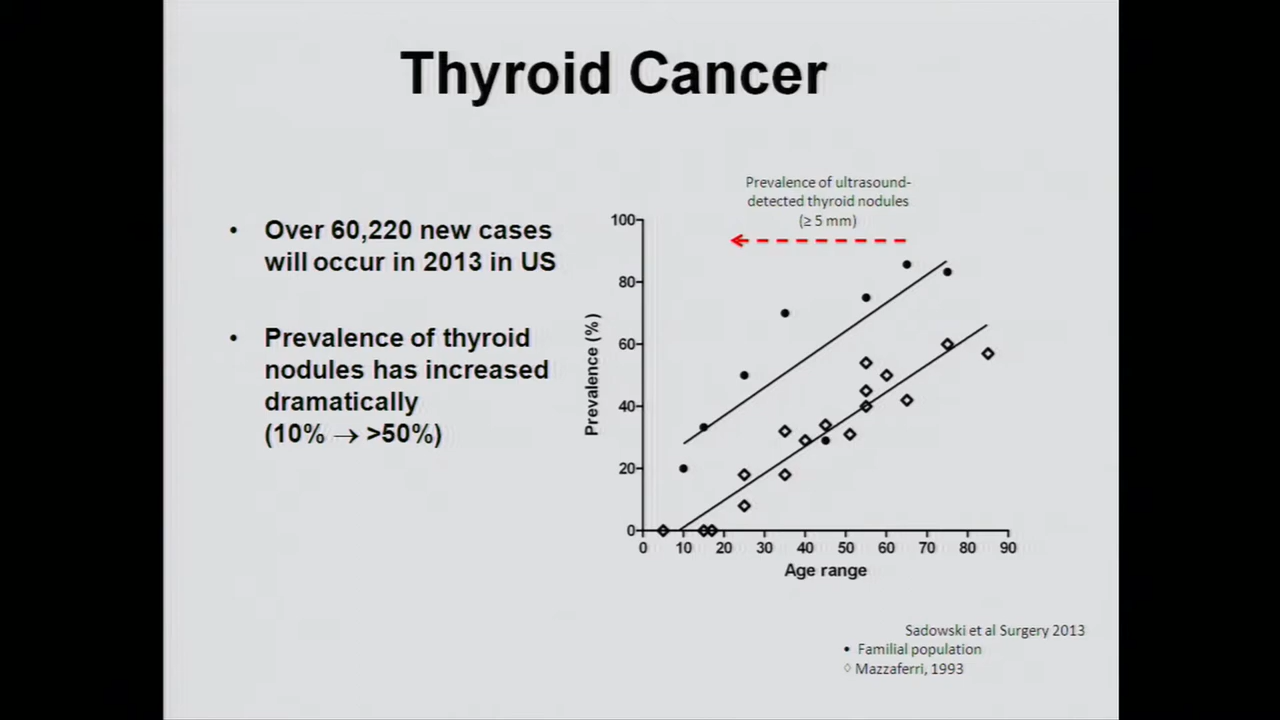 Thyroid Cancer
• Over 60,220 new cases
will occur in 2013 in US
• Prevalence of thyroid
nodules has increased
dramatically
(10% → >50%)
Prevalence of ultrasound-
detected thyroid nodules
(≥ 5 mm)
Prevalence (%)
100
80
60
40
20
0
0 10 20 30 40 50 60 70 80 90
Age range
Sadowski et al Surgery 2013
• Familial population
◊ Mazzaferri, 1993